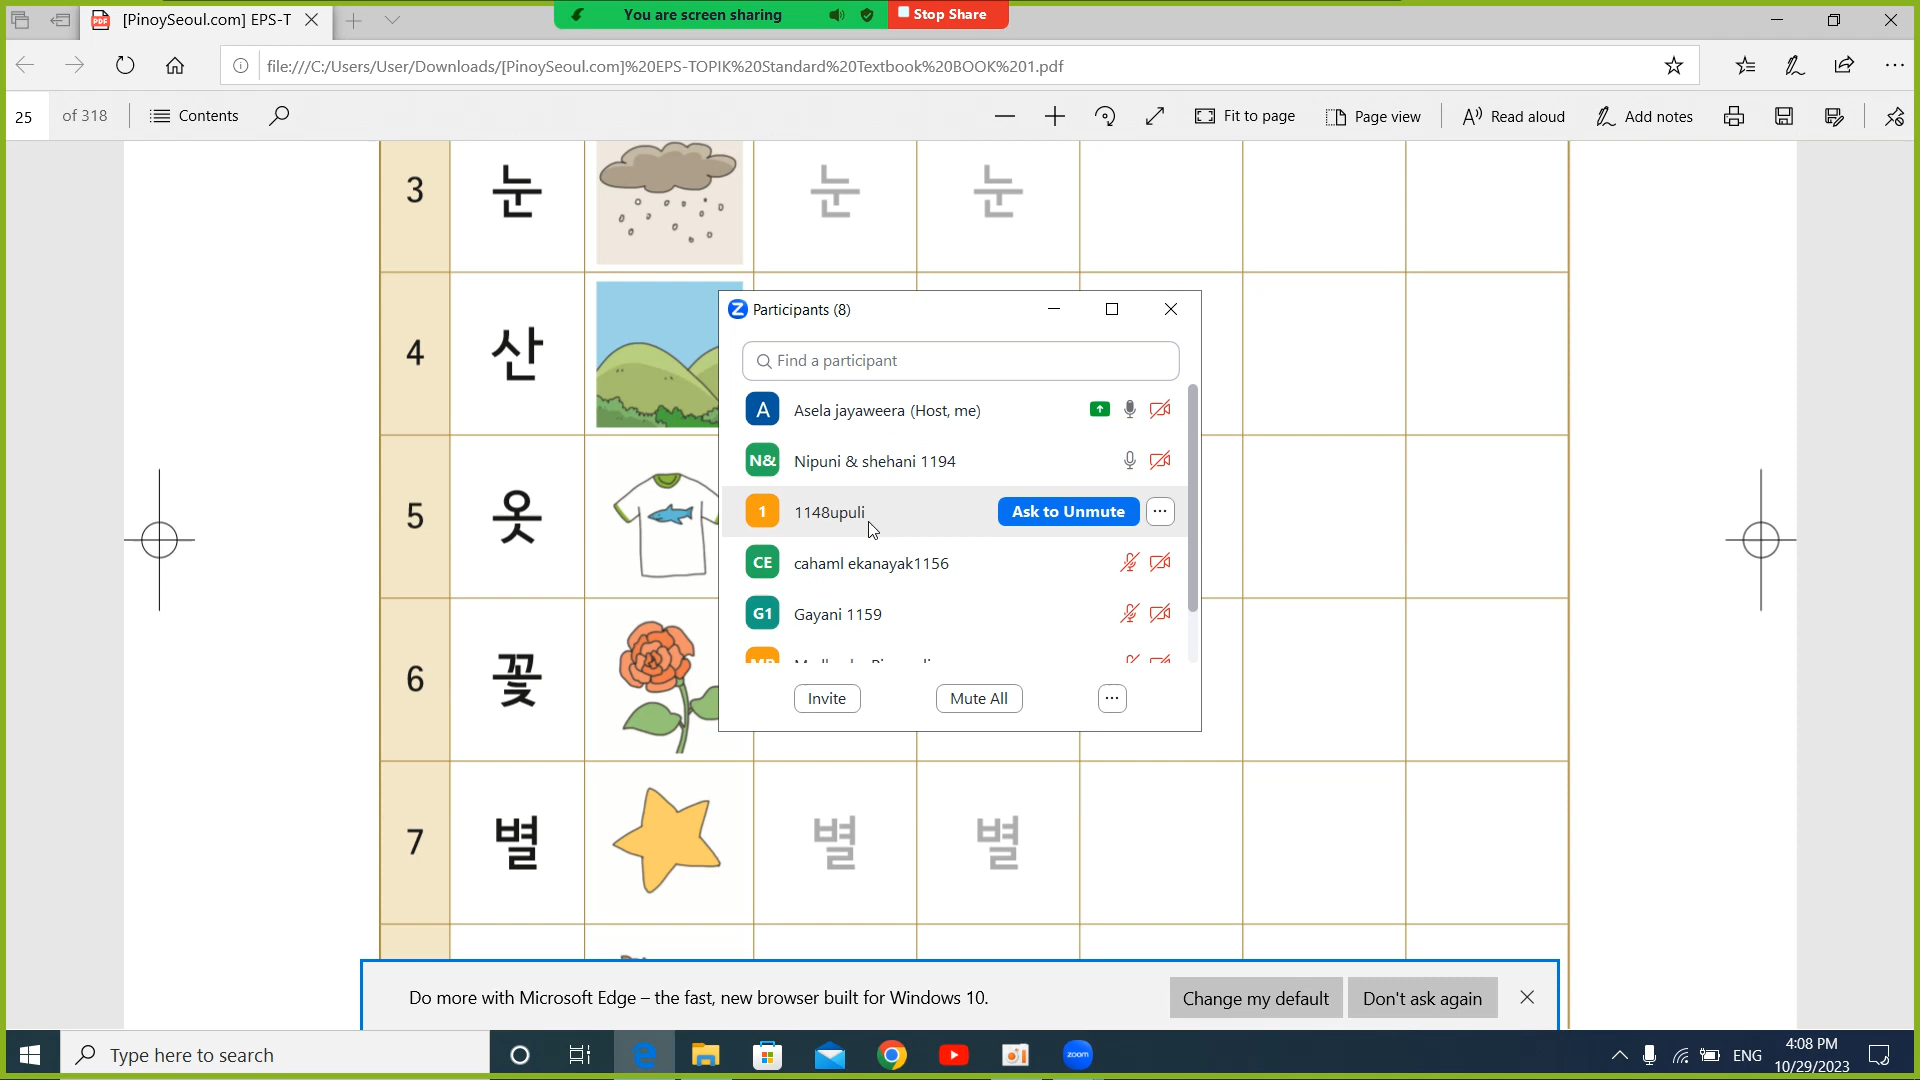 [PinoySeoul.com] EPS-T
You are screen sharing
Stop Share
file:///C:/Users/User/Downloads/[PinoySeoul.com]%20EPS-TOPIK%20Standard%20Textbook%20BOOK%201.pdf
25 of 318
Contents
Fit to page
Page view
Read aloud
Add notes
3 눈 눈 눈
4 산
5 옷
6 꽃
7 별 별 별
Participants (8)
Find a participant
A Asela jayaweera (Host, me)
N& Nipuni & shehani 1194
1 1148upuli Ask to Unmute
CE cahaml ekanayak1156
G1 Gayani 1159
Invite
Mute All
Do more with Microsoft Edge – the fast, new browser built for Windows 10.
Change my default
Don't ask again
Type here to search
zoom
ENG
4:08 PM
10/29/2023